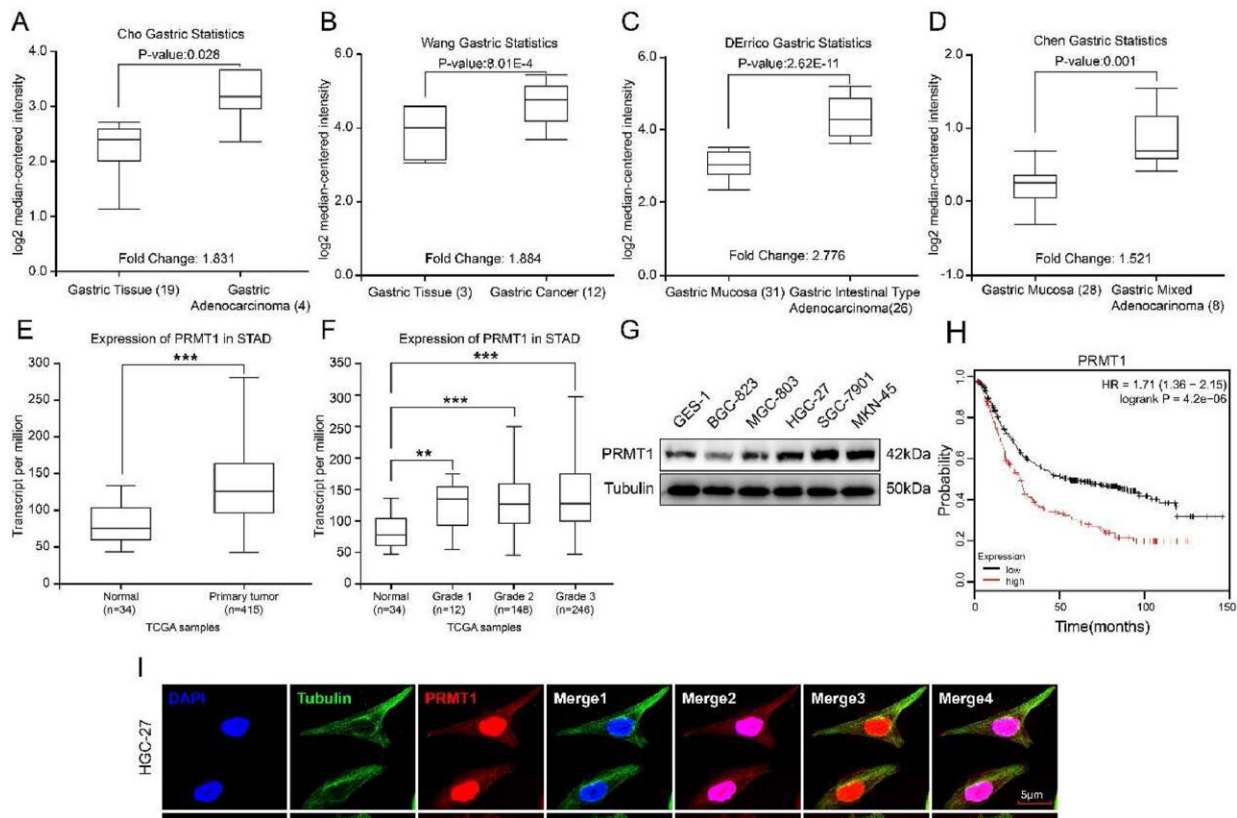 A
Cho Gastric Statistics
P-value:0.028
log2 median-centered intensity
4.0
3.0
2.0
1.0
4.0
Fold Change: 1.831
Gastric Tissue (19)
Gastric
Adenocarcinoma (4)
B
Wang Gastric Statistics
P-value:8.01E-4
log2 median-centered intensity
6.0
4.0
2.0
0.0
Fold Change: 1.884
Gastric Tissue (3)
Gastric Cancer (12)
C
DErrico Gastric Statistics
P-value:2.62E-11
log2 median-centered intensity
6.0
4.0
2.0
0.0
Fold Change: 2.776
Gastric Mucosa (31)
Gastric Intestinal Type
Adenocarcinoma(26)
D
Chen Gastric Statistics
P-value:0.001
log2 median-centered intensity
2.0
1.0
0.0
-1.0
Fold Change: 1.521
Gastric Mucosa (28)
Gastric Mixed
Adenocarinoma (8)
E
Expression of PRMT1 in STAD
***
Transcript per million
300
250
200
150
100
50
0
Normal
(n=34)
Primary tumor
(n=415)
TCGA samples
F
Expression of PRMT1 in STAD
***
***
**
Transcript per million
350
300
250
200
150
100
50
0
Normal
(n=34)
Grade 1
(n=12)
Grade 2
(n=148)
Grade 3
(n=246)
TCGA samples
G
GES-1
BGC-823
MGC-803
HGC-27
SGC-7901
MKN-45
PRMT1
42kDa
Tubulin
50kDa
H
PRMT1
HR = 1.71 (1.36 − 2.15)
logrank P = 4.2e−06
Probability
1.0
0.8
0.6
0.4
0.2
0.0
Expression
low
high
0
50
100
150
Time(months)
I
HGC-27
DAPI
Tubulin
PRMT1
Merge1
Merge2
Merge3
Merge4
5μm